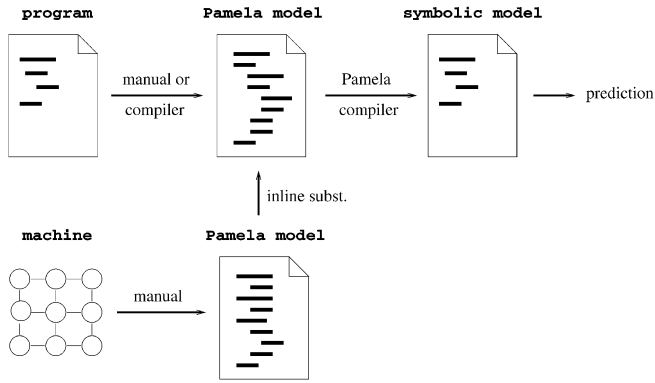 program
Pamela model
symbolic model
manual or
compiler
Pamela
compiler
prediction
inline subst.
machine
Pamela model
manual